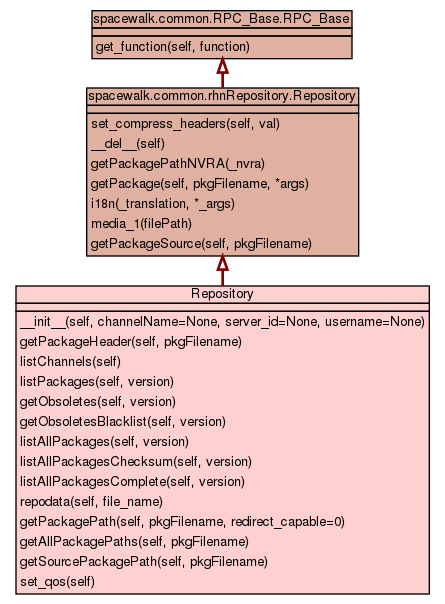 spacewalk.common.RPC_Base.RPC_Base
get_function(self, function)
spacewalk.common.rhnRepository.Repository
set_compress_headers(self, val)
__del__(self)
getPackagePathNVRA(_nvra)
getPackage(self, pkgFilename, *args)
i18n(_translation, *_args)
media_1(filePath)
getPackageSource(self, pkgFilename)
Repository
__init__(self, channelName=None, server_id=None, username=None)
getPackageHeader(self, pkgFilename)
listChannels(self)
listPackages(self, version)
getObsoletes(self, version)
getObsoletesBlacklist(self, version)
listAllPackages(self, version)
listAllPackagesChecksum(self, version)
listAllPackagesComplete(self, version)
repodata(self, file_name)
getPackagePath(self, pkgFilename, redirect_capable=0)
getAllPackagePaths(self, pkgFilename)
getSourcePackagePath(self, pkgFilename)
set_qos(self)